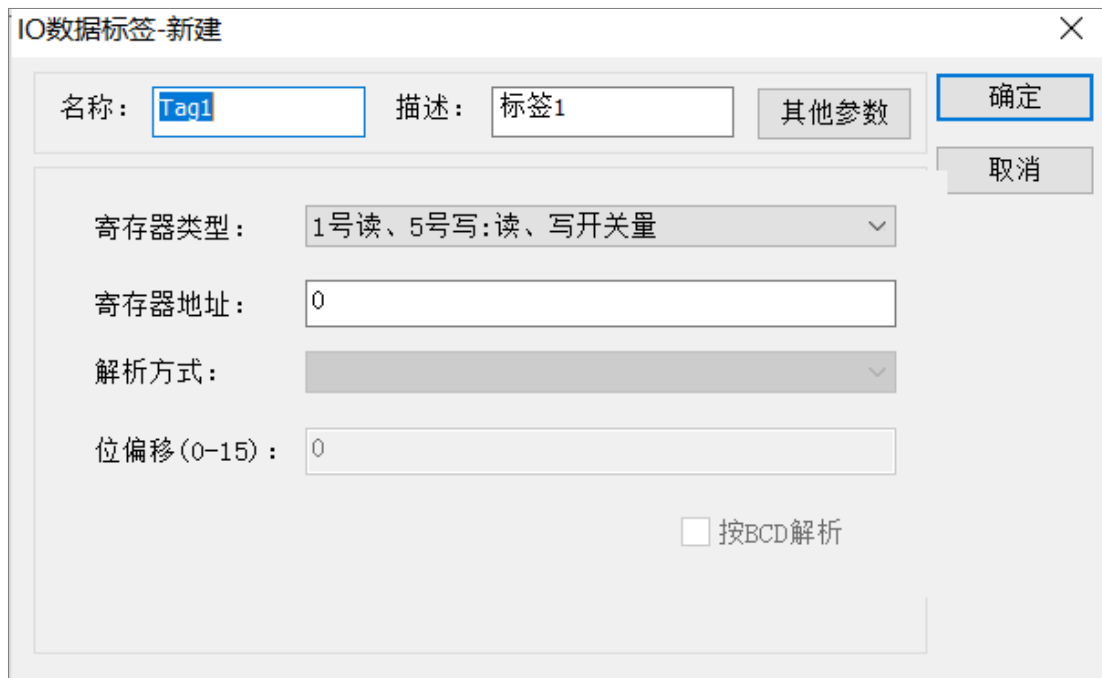 IO数据标签-新建
名称: Tag1 描述: 标签1 其他参数 确定
取消
寄存器类型: 1号读、5号写:读、写开关量
寄存器地址: 0
解析方式:
位偏移(0-15): 0
按BCD解析